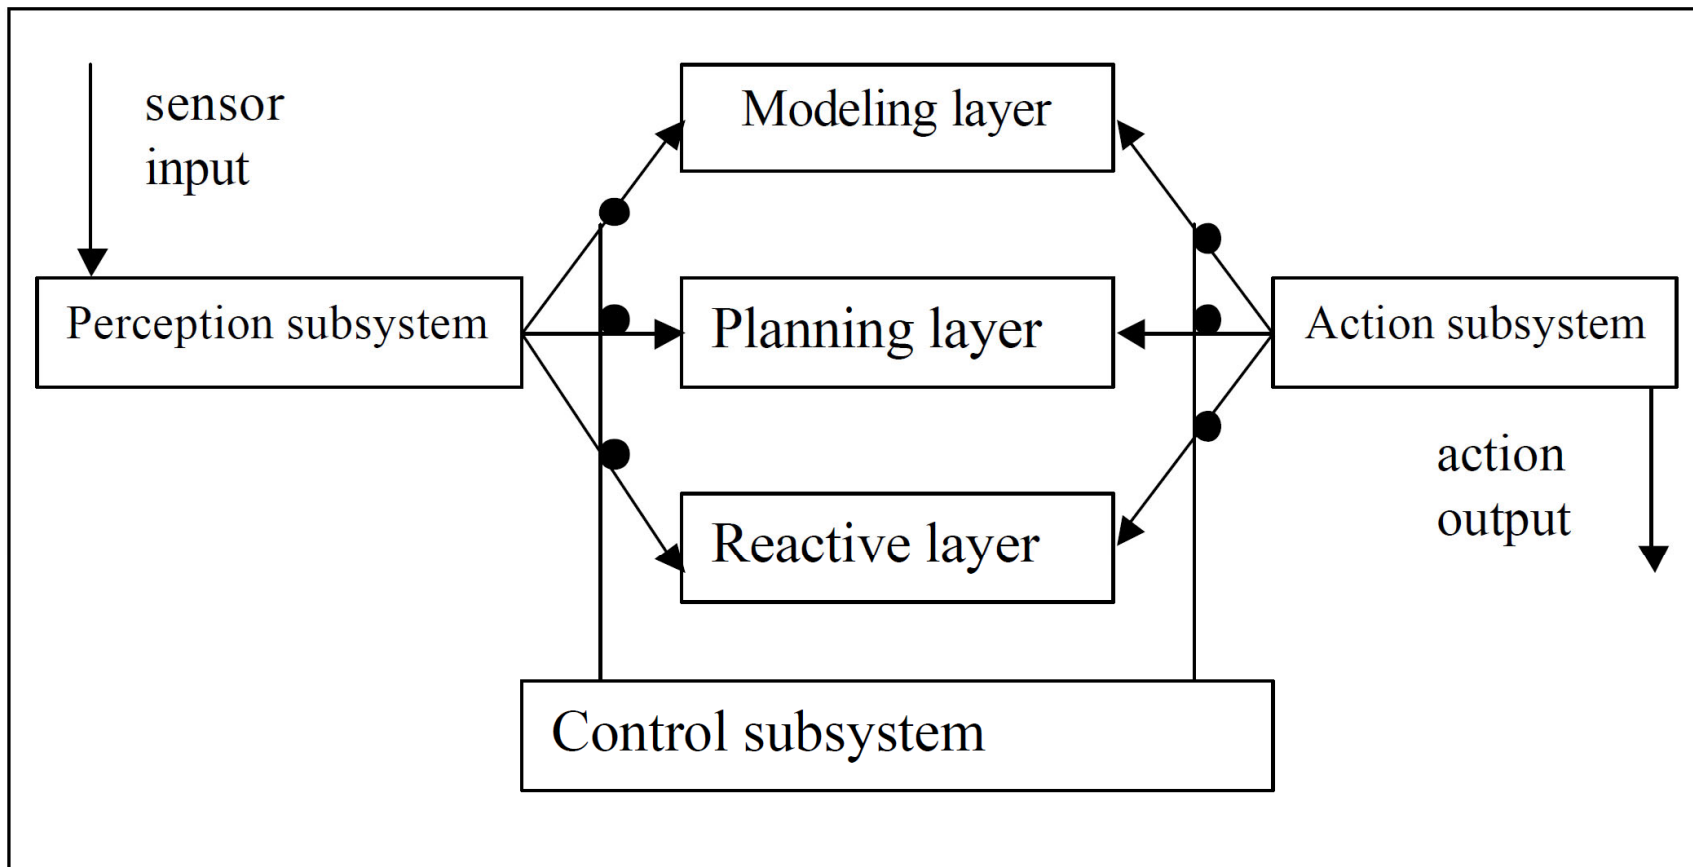 sensor
input
Modeling layer
Perception subsystem
Planning layer
Action subsystem
Reactive layer
action
output
Control subsystem